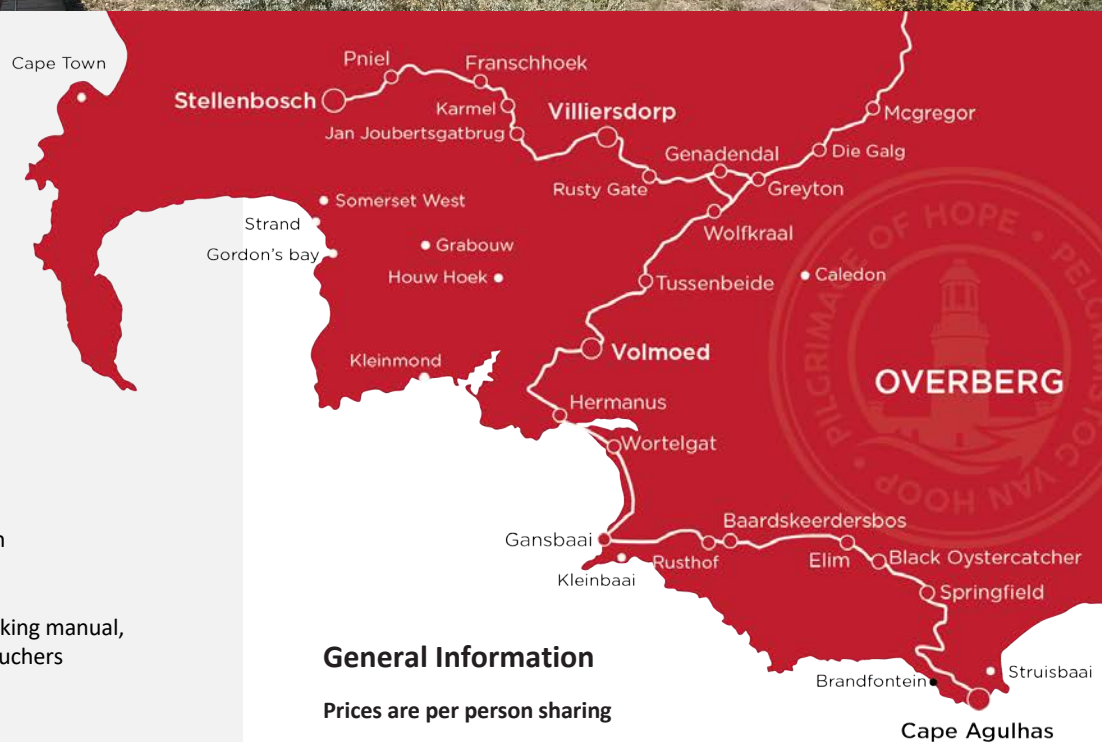 Cape Town
Pniel
Franschhoek
Stellenbosch
Karmel
Villiersdorp
Mcgregor
Jan Joubertsgatbrug
Genadendal
Die Galg
Rusty Gate
Greyton
Somerset West
Strand
Wolfkraal
Grabouw
Gordon's bay
Houw Hoek
Tussenbeide
Caledon
PILGRIMAGE OF HOPE • PELGRIMSTOG VAN HOOP •
Volmoed
Kleinmond
OVERBERG
Hermanus
Wortelgat
Baardskeerdersbos
Gansbaai
Rusthof
Elim
Black Oystercatcher
Kleinbaai
Springfield
n
king manual,
uchers
General Information
Struisbaai
Brandfontein
Prices are per person sharing
Cape Agulhas